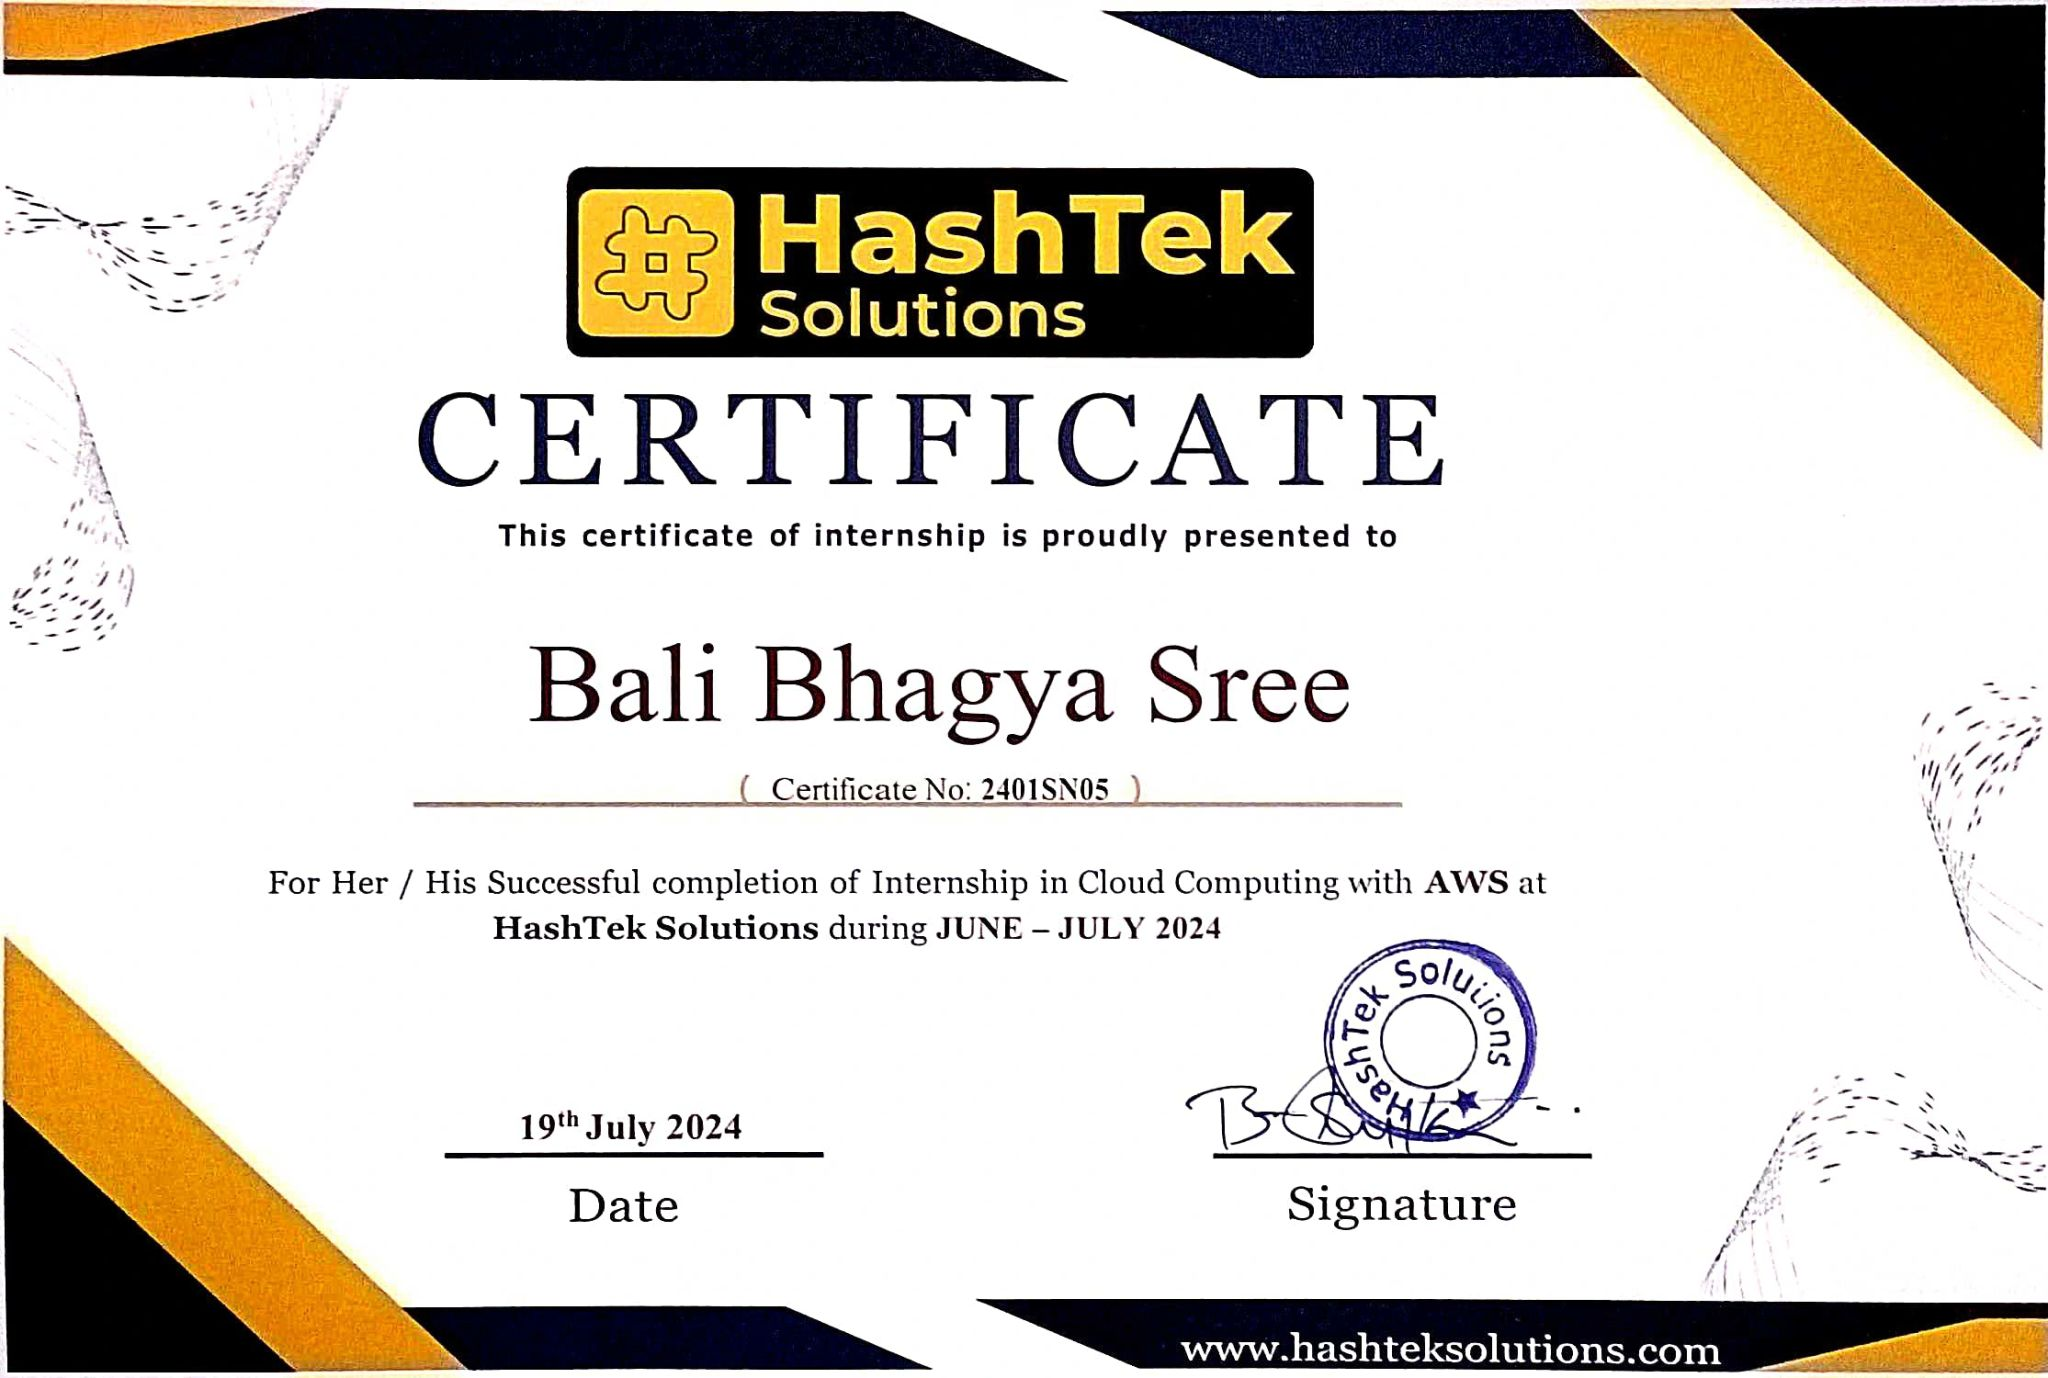 HashTek
Solutions
CERTIFICATE
This certificate of internship is proudly presented to
Bali Bhagya Sree
( Certificate No: 2401SN05 )
For Her / His Successful completion of Internship in Cloud Computing with AWS at
HashTek Solutions during JUNE – JULY 2024
HashTek Solutions
19th July 2024
Date
Signature
www.hashteksolutions.com